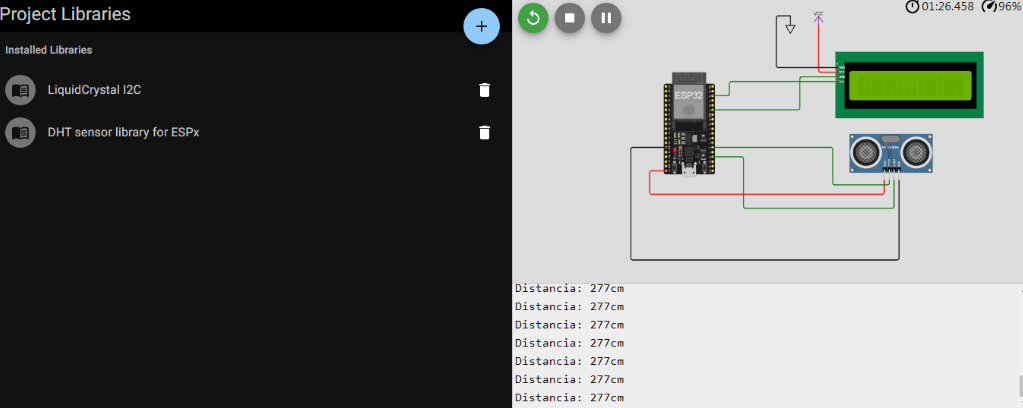 Project Libraries
Installed Libraries
LiquidCrystal I2C
DHT sensor library for ESPx
01:26.458
96%
VCC
ESP32
Distancia: 277cm
Distancia: 277cm
Distancia: 277cm
Distancia: 277cm
Distancia: 277cm
Distancia: 277cm
Distancia: 277cm